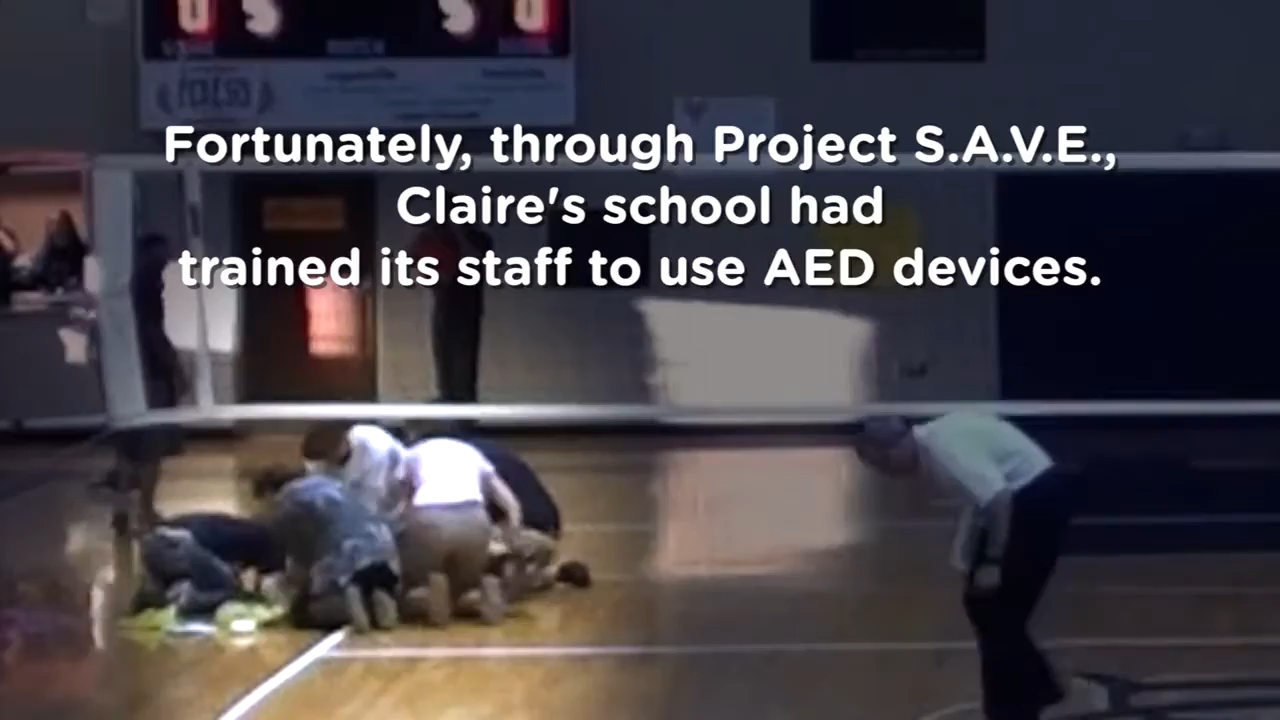 Fortunately, through Project S.A.V.E.,
Claire's school had
trained its staff to use AED devices.